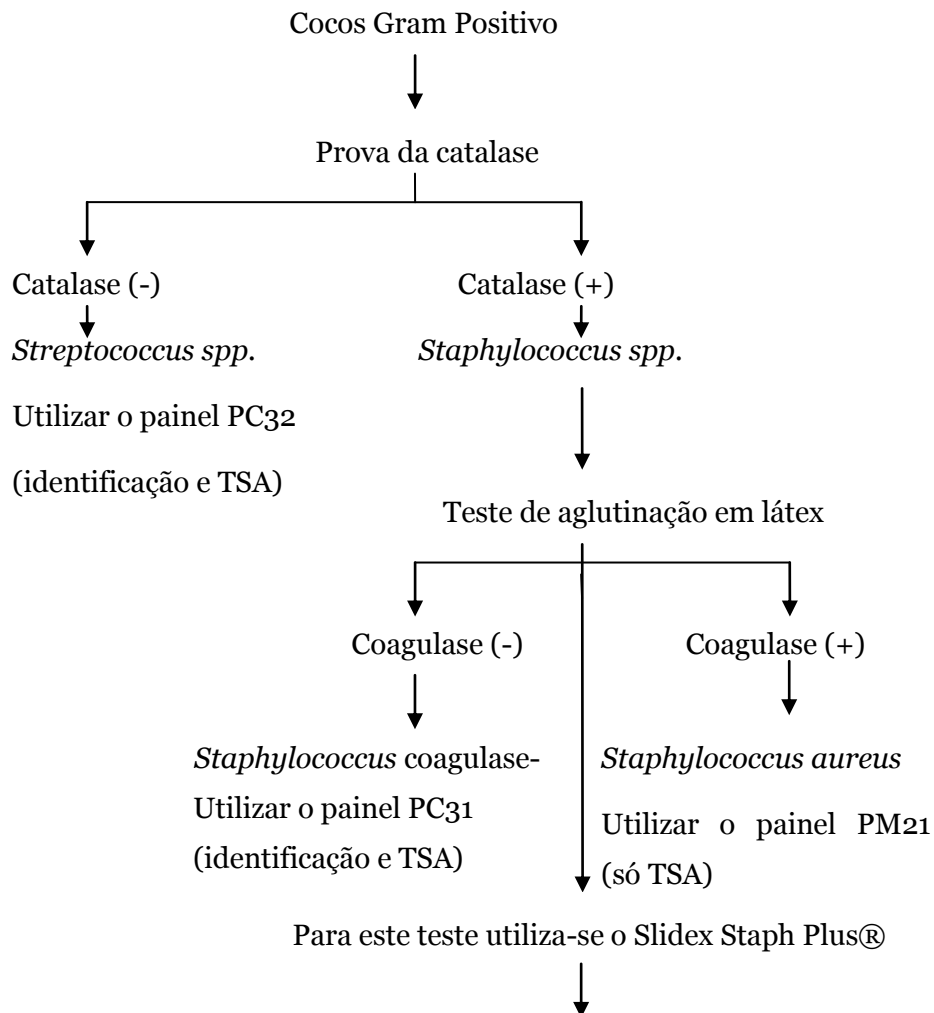 Cocos Gram Positivo
Prova da catalase
Catalase (-)
Catalase (+)
Streptococcus spp.
Staphylococcus spp.
Utilizar o painel PC32
(identificação e TSA)
Teste de aglutinação em látex
Coagulase (-)
Coagulase (+)
Staphylococcus coagulase-
Utilizar o painel PC31
(identificação e TSA)
Staphylococcus aureus
Utilizar o painel PM21
(só TSA)
Para este teste utiliza-se o Slidex Staph Plus®